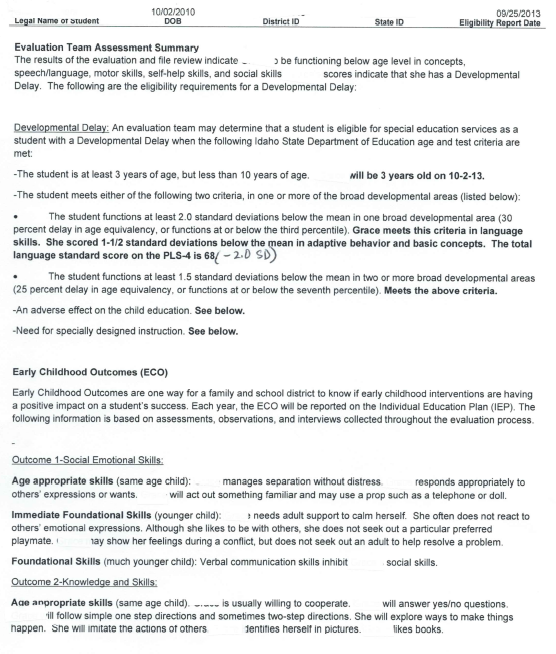 10/02/2010 09/25/2013
Legal Name of Student DOB District ID State ID Eligibility Report Date
Evaluation Team Assessment Summary
The results of the evaluation and file review indicate be functioning below age level in concepts,
speech/language, motor skills, self-help skills, and social skills scores indicate that she has a Developmental
Delay. The following are the eligibility requirements for a Developmental Delay:
Developmental Delay: An evaluation team may determine that a student is eligible for special education services as a
student with a Developmental Delay when the following Idaho State Department of Education age and test criteria are
met:
-The student is at least 3 years of age, but less than 10 years of age. will be 3 years old on 10-2-13.
-The student meets either of the following two criteria, in one or more of the broad developmental areas (listed below):
• The student functions at least 2.0 standard deviations below the mean in one broad developmental area (30
percent delay in age equivalency, or functions at or below the third percentile). Grace meets this criteria in language
skills. She scored 1-1/2 standard deviations below the mean in adaptive behavior and basic concepts. The total
language standard score on the PLS-4 is 68 (-2.0 SD)
• The student functions at least 1.5 standard deviations below the mean in two or more broad developmental areas
(25 percent delay in age equivalency, or functions at or below the seventh percentile). Meets the above criteria.
-An adverse effect on the child education. See below.
-Need for specially designed instruction. See below.
Early Childhood Outcomes (ECO)
Early Childhood Outcomes are one way for a family and school district to know if early childhood interventions are having
a positive impact on a student's success. Each year, the ECO will be reported on the Individual Education Plan (IEP). The
following information is based on assessments, observations, and interviews collected throughout the evaluation process.
Outcome 1-Social Emotional Skills:
Age appropriate skills (same age child): manages separation without distress. responds appropriately to
others' expressions or wants. will act out something familiar and may use a prop such as a telephone or doll.
Immediate Foundational Skills (younger child): needs adult support to calm herself. She often does not react to
others' emotional expressions. Although she likes to be with others, she does not seek out a particular preferred
playmate. may show her feelings during a conflict, but does not seek out an adult to help resolve a problem.
Foundational Skills (much younger child): Verbal communication skills inhibit social skills.
Outcome 2-Knowledge and Skills:
Age appropriate skills (same age child). is usually willing to cooperate. will answer yes/no questions.
will follow simple one step directions and sometimes two-step directions. She will explore ways to make things
happen. She will imitate the actions of others identifies herself in pictures. likes books.